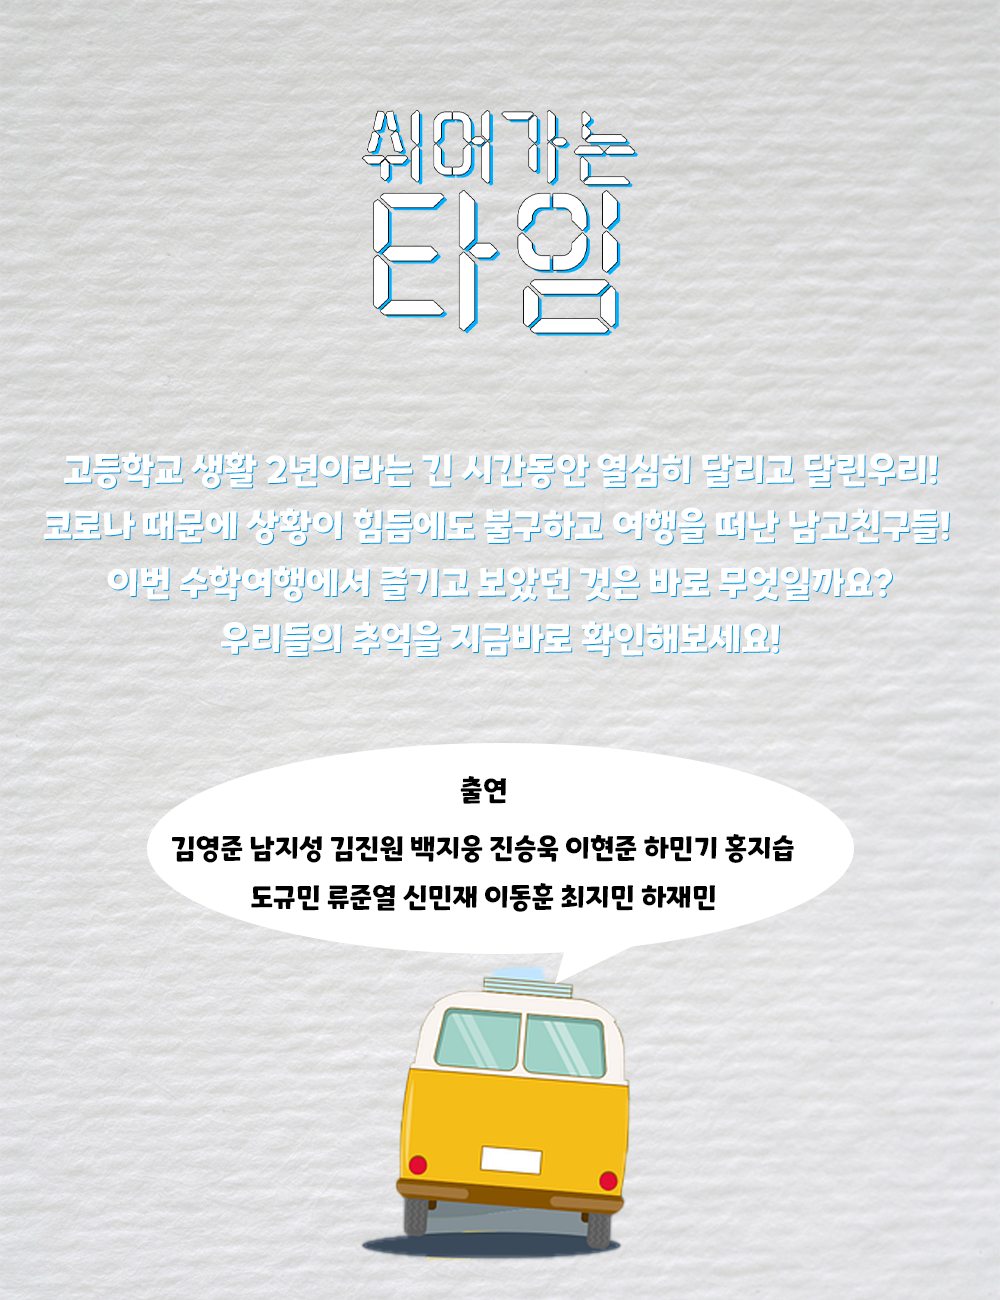 쉬어가는
타임
고등학교 생활 2년이라는 긴 시간동안 열심히 달리고 달린우리!
코로나 때문에 상황이 힘듬에도 불구하고 여행을 떠난 남고친구들!
이번 수학여행에서 즐기고 보았던 것은 바로 무엇일까요?
우리들의 추억을 지금바로 확인해보세요!
출연
김영준 남지성 김진원 백지웅 진승욱 이현준 하민기 홍지습
도규민 류준열 신민재 이동훈 최지민 하재민